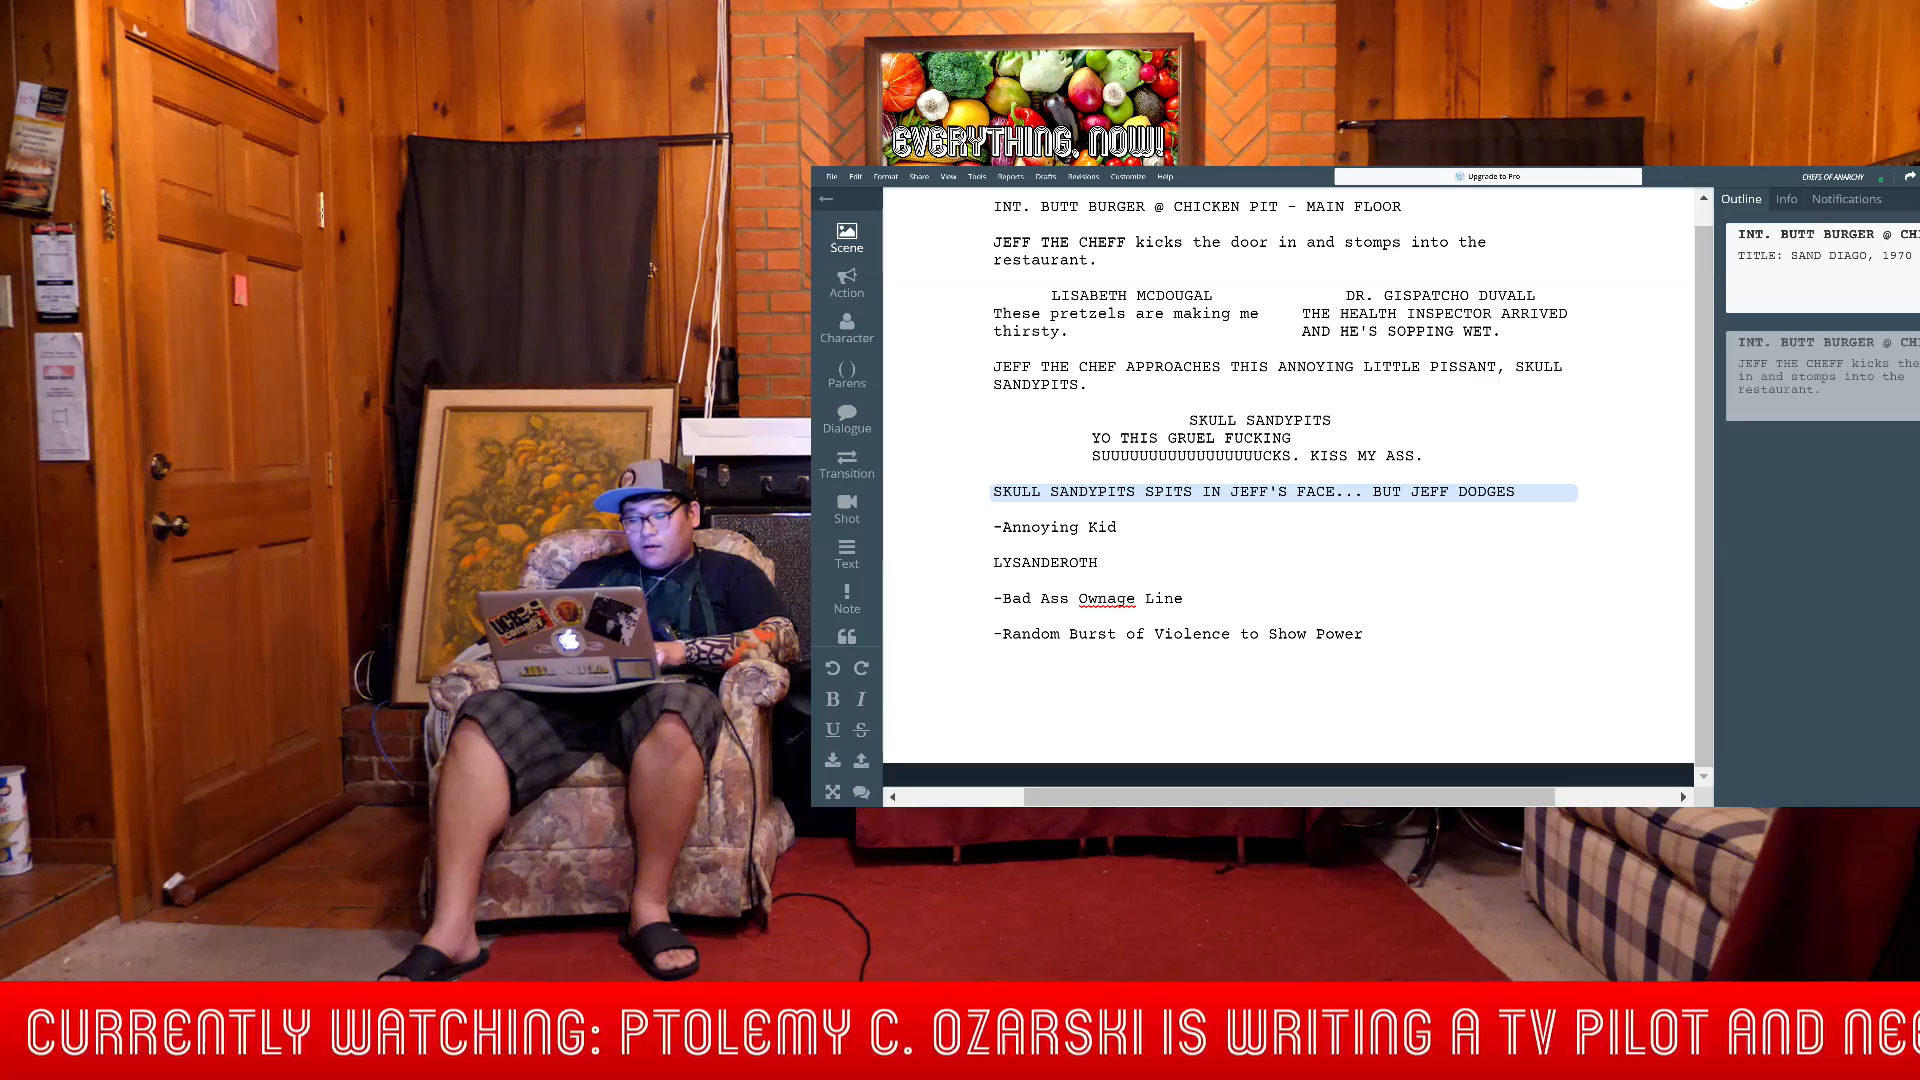 EVERYTHING, NOW!
File Edit Format View Tools Reports Drafts Revisions Customize Help
Upgrade to Pro
CHEFS OF ANARCHY
Outline Info Notifications
Scene
Action
Character
( )
Parens
Dialogue
Transition
Shot
Text
!
Note
B I
U S
INT. BUTT BURGER @ CHICKEN PIT - MAIN FLOOR
JEFF THE CHEFF kicks the door in and stomps into the
restaurant.
LISABETH MCDOUGAL
These pretzels are making me
thirsty.
DR. GISPATCHO DUVALL
THE HEALTH INSPECTOR ARRIVED
AND HE'S SOPPING WET.
JEFF THE CHEF APPROACHES THIS ANNOYING LITTLE PISSANT, SKULL
SANDYPITS.
SKULL SANDYPITS
YO THIS GRUEL FUCKING
SUUUUUUUUUUUUUUUUUCKS. KISS MY ASS.
SKULL SANDYPITS SPITS IN JEFF'S FACE... BUT JEFF DODGES
-Annoying Kid
LYSANDEROTH
-Bad Ass Ownage Line
-Random Burst of Violence to Show Power
INT. BUTT BURGER @ CHI
TITLE: SAND DIAGO, 1970
INT. BUTT BURGER @ CHI
JEFF THE CHEFF kicks the
in and stomps into the
restaurant.
UCB
COMEDY
CURRENTLY WATCHING: PTOLEMY C. OZARSKI IS WRITING A TV PILOT AND NEE